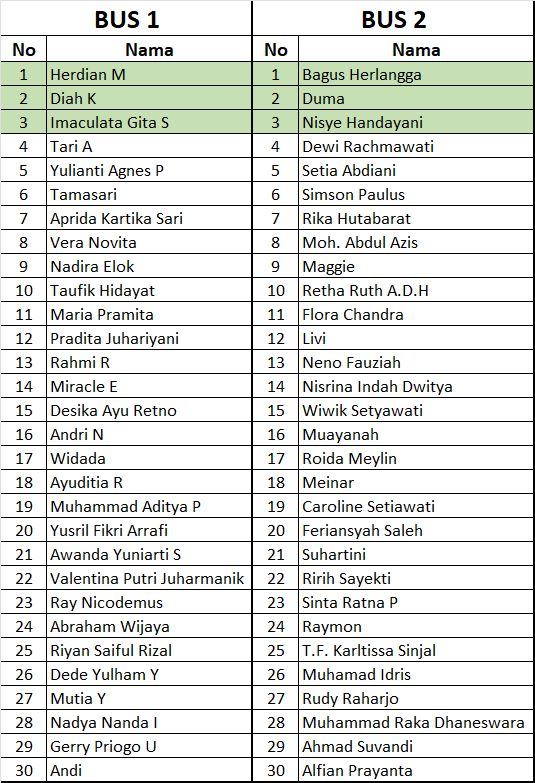 BUS 1 BUS 2
No Nama No Nama
1 Herdian M 1 Bagus Herlangga
2 Diah K 2 Duma
3 Imaculata Gita S 3 Nisye Handayani
4 Tari A 4 Dewi Rachmawati
5 Yulianti Agnes P 5 Setia Abdiani
6 Tamasari 6 Simson Paulus
7 Aprida Kartika Sari 7 Rika Hutabarat
8 Vera Novita 8 Moh. Abdul Azis
9 Nadira Elok 9 Maggie
10 Taufik Hidayat 10 Retha Ruth A.D.H
11 Maria Pramita 11 Flora Chandra
12 Pradita Juhariyani 12 Livi
13 Rahmi R 13 Neno Fauziah
14 Miracle E 14 Nisrina Indah Dwitya
15 Desika Ayu Retno 15 Wiwik Setyawati
16 Andri N 16 Muayanah
17 Widada 17 Roida Meylin
18 Ayuditia R 18 Meinar
19 Muhammad Aditya P 19 Caroline Setiawati
20 Yusril Fikri Arrafi 20 Feriansyah Saleh
21 Awanda Yuniarti S 21 Suhartini
22 Valentina Putri Juharmanik 22 Ririh Sayekti
23 Ray Nicodemus 23 Sinta Ratna P
24 Abraham Wijaya 24 Raymon
25 Riyan Saiful Rizal 25 T.F. Karltissa Sinjal
26 Dede Yulham Y 26 Muhamad Idris
27 Mutia Y 27 Rudy Raharjo
28 Nadya Nanda I 28 Muhammad Raka Dhaneswara
29 Gerry Priogo U 29 Ahmad Suvandi
30 Andi 30 Alfian Prayanta